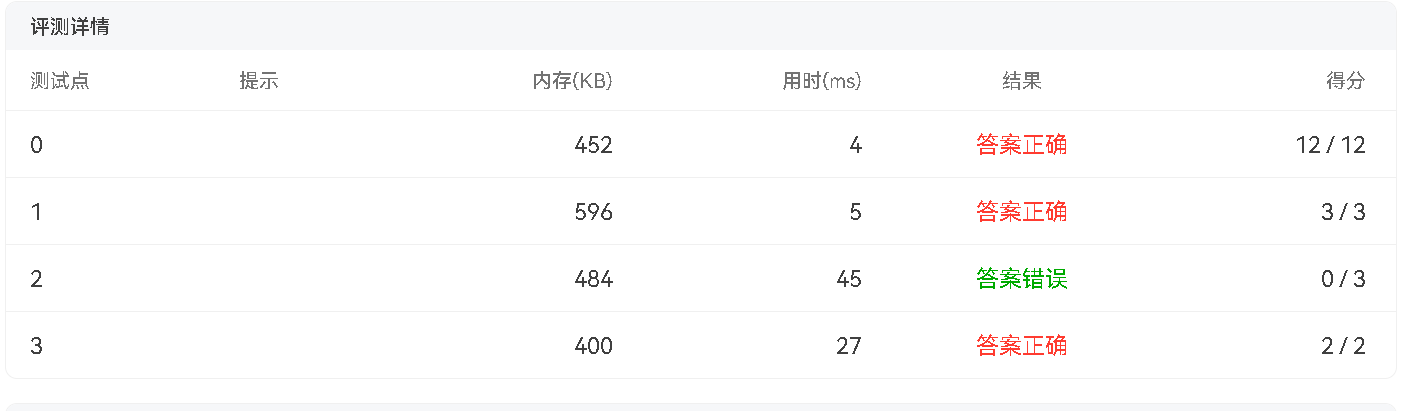 评测详情
测试点 提示 内存(KB) 用时(ms) 结果 得分
0 452 4 答案正确 12 / 12
1 596 5 答案正确 3 / 3
2 484 45 答案错误 0 / 3
3 400 27 答案正确 2 / 2